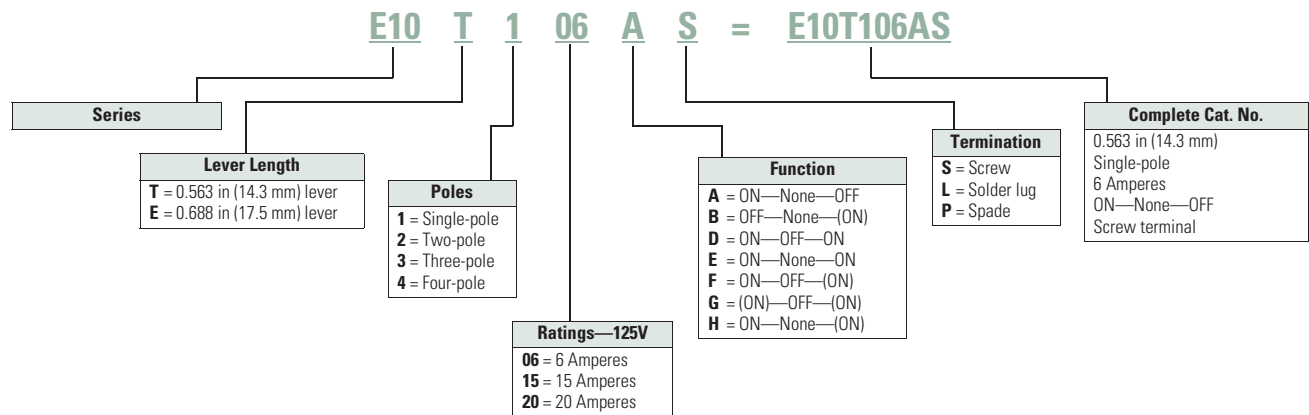 E10 T 1 06 A S = E10T106AS
Series
Lever Length
T = 0.563 in (14.3 mm) lever
E = 0.688 in (17.5 mm) lever
Poles
1 = Single-pole
2 = Two-pole
3 = Three-pole
4 = Four-pole
Ratings—125V
06 = 6 Amperes
15 = 15 Amperes
20 = 20 Amperes
Function
A = ON—None—OFF
B = OFF—None—(ON)
D = ON—OFF—ON
E = ON—None—ON
F = ON—OFF—(ON)
G = (ON)—OFF—(ON)
H = ON—None—(ON)
Termination
S = Screw
L = Solder lug
P = Spade
Complete Cat. No.
0.563 in (14.3 mm)
Single-pole
6 Amperes
ON—None—OFF
Screw terminal